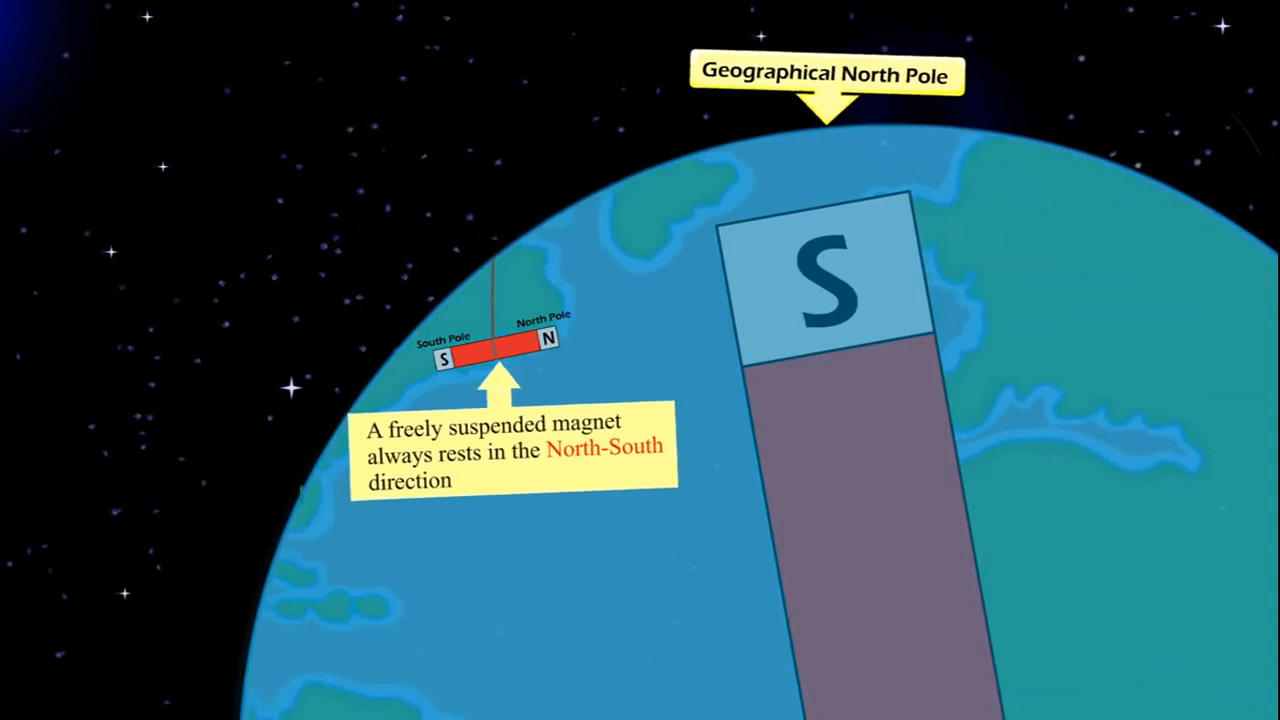 Geographical North Pole
S
South Pole
North Pole
S
N
A freely suspended magnet
always rests in the North-South
direction